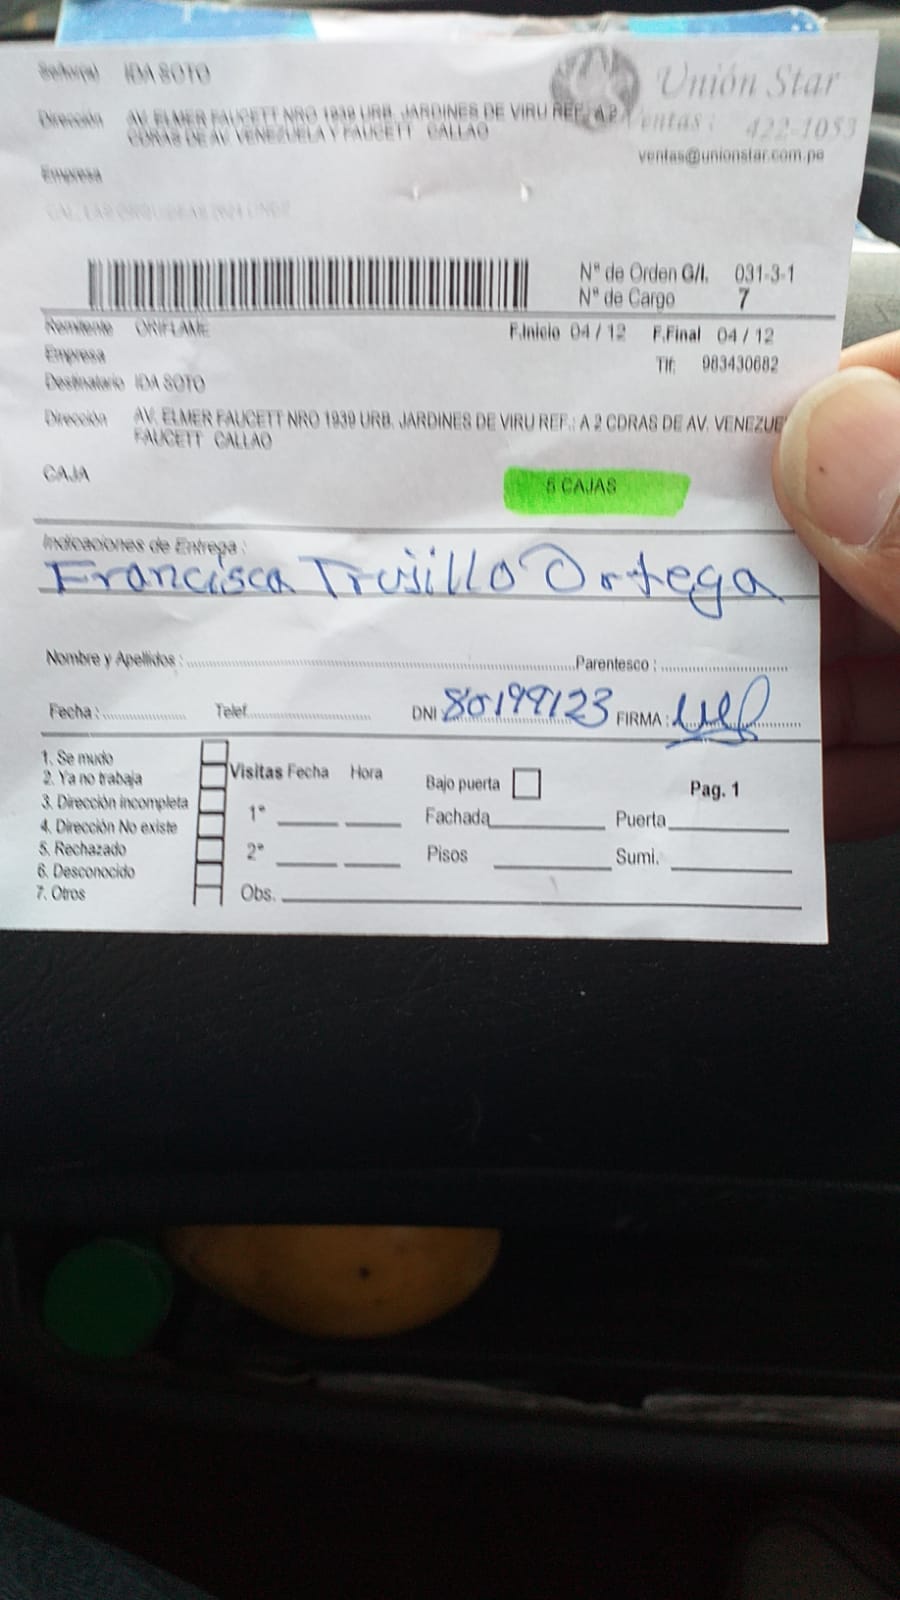 Señor(a) IDA SOTO
Unión Star
Dirección AV. ELMER FAUCETT NRO 1939 URB. JARDINES DE VIRU REF.: A 2
CDRAS DE AV. VENEZUELA Y FAUCETT CALLAO
Ventas: 422-1053
ventas@unionstar.com.pe
Empresa
Nº de Orden G/I. 031-3-1
Nº de Cargo 7
Remitente ORIFLAME
F.Inicio 04 / 12 F.Final 04 / 12
Empresa
Tlf: 983430682
Destinatario IDA SOTO
Dirección AV. ELMER FAUCETT NRO 1939 URB. JARDINES DE VIRU REF.: A 2 CDRAS DE AV. VENEZUE
FAUCETT CALLAO
CAJA
5 CAJAS
Indicaciones de Entrega :
Francisca Trujillo Ortega
Nombre y Apellidos : Parentesco :
Fecha : Telef. DNI 80199123 FIRMA :
1. Se mudo
2. Ya no trabaja
3. Dirección incompleta
4. Dirección No existe
5. Rechazado
6. Desconocido
7. Otros
Visitas Fecha Hora
1º
2º
Obs.
Bajo puerta
Pag. 1
Fachada Puerta
Pisos Sumi.